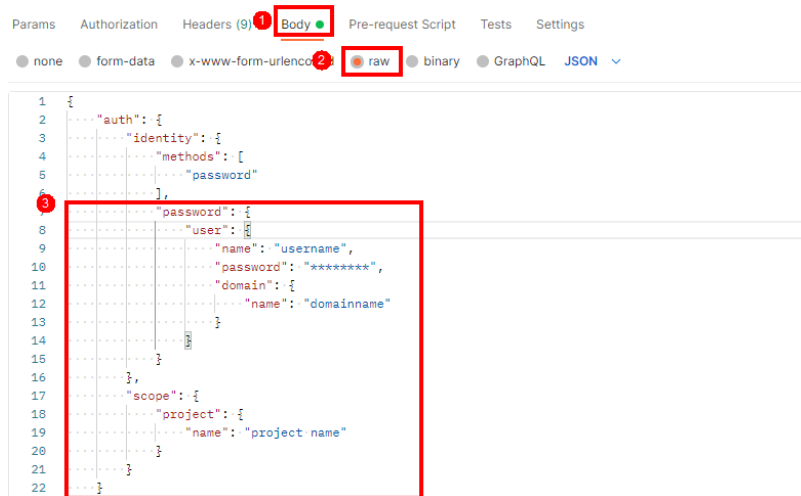 Params Authorization Headers (9) 1 Body Pre-request Script Tests Settings
none form-data x-www-form-urlenco 2 d raw binary GraphQL JSON
1 {
2 "auth": {
3 "identity": {
4 "methods": [
5 "password"
6 ],
3
7 "password": {
8 "user": {
9 "name": "username",
10 "password": "********",
11 "domain": {
12 "name": "domainname"
13 }
14 }
15 }
16 },
17 "scope": {
18 "project": {
19 "name": "project name"
20 }
21 }
22 }